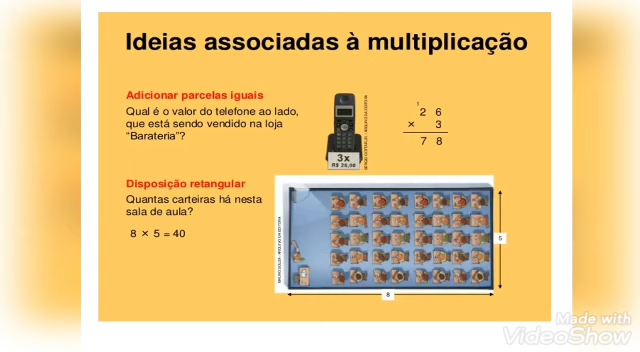 Ideias associadas à multiplicação
Adicionar parcelas iguais
Qual é o valor do telefone ao lado,
que está sendo vendido na loja
"Barateria"?
3x
R$ 26,00
1
2 6
× 3
7 8
Disposição retangular
Quantas carteiras há nesta
sala de aula?
8 × 5 = 40
5
8
Made with
VideoShow